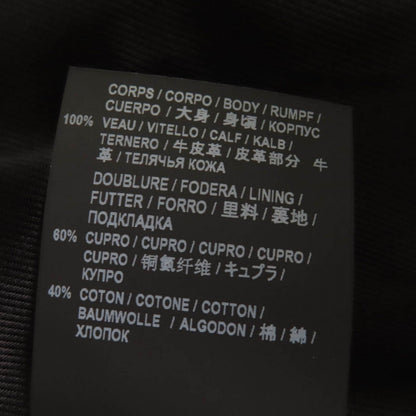 CORPS / CORPO / BODY / RUMPF /
CUERPO / 大身 / 身頃 / КОРПУС
100% VEAU / VITELLO / CALF / KALB /
TERNERO / 牛皮革 / 皮革部分 牛
革 / ТЕЛЯЧЬЯ КОЖА
DOUBLURE / FODERA / LINING /
FUTTER / FORRO / 里料 / 裏地 /
ПОДКЛАДКА
60% CUPRO / CUPRO / CUPRO / CUPRO /
CUPRO / 铜氨纤维 / キュプラ /
КУПРО
40% COTON / COTONE / COTTON /
BAUMWOLLE / ALGODON / 棉 / 綿 /
ХЛОПОК